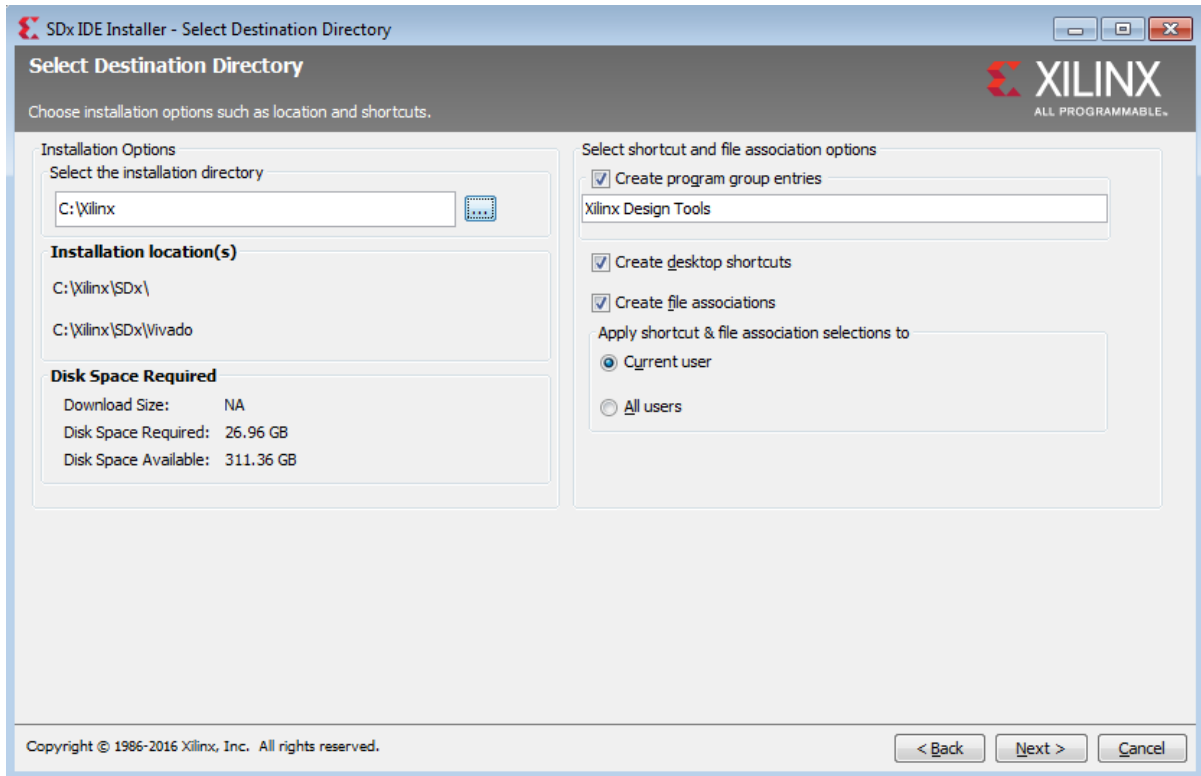 SDx IDE Installer - Select Destination Directory
Select Destination Directory
Choose installation options such as location and shortcuts.
XILINX
ALL PROGRAMMABLE™
Installation Options
Select the installation directory
C:\Xilinx
...
Installation location(s)
C:\Xilinx\SDx\
C:\Xilinx\SDx\Vivado
Disk Space Required
Download Size: NA
Disk Space Required: 26.96 GB
Disk Space Available: 311.36 GB
Select shortcut and file association options
Create program group entries
Xilinx Design Tools
Create desktop shortcuts
Create file associations
Apply shortcut & file association selections to
Current user
All users
Copyright © 1986-2016 Xilinx, Inc. All rights reserved.
< Back Next > Cancel